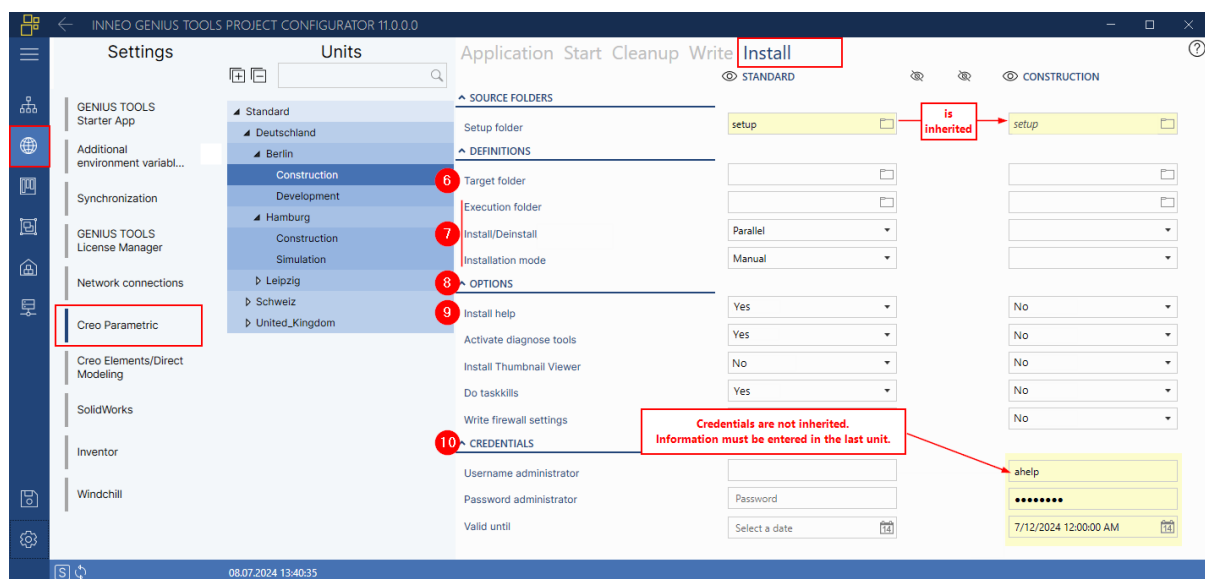 INNEO GENIUS TOOLS PROJECT CONFIGURATOR 11.0.0.0
Settings
GENIUS TOOLS
Starter App
Additional
environment variabl...
Synchronization
GENIUS TOOLS
License Manager
Network connections
Creo Parametric
Creo Elements/Direct
Modeling
SolidWorks
Inventor
Windchill
Units
Standard
Deutschland
Berlin
Construction
Development
Hamburg
Construction
Simulation
Leipzig
Schweiz
United_Kingdom
Application Start Cleanup Write Install
STANDARD CONSTRUCTION
SOURCE FOLDERS
Setup folder setup is setup
inherited
DEFINITIONS
6 Target folder
Execution folder
7 Install/Deinstall Parallel
Installation mode Manual
8 OPTIONS
9 Install help Yes No
Activate diagnose tools Yes No
Install Thumbnail Viewer No No
Do taskkills Yes No
Write firewall settings No
Credentials are not inherited.
Information must be entered in the last unit.
10 CREDENTIALS
Username administrator ahelp
Password administrator Password ••••••••
Valid until Select a date 14 7/12/2024 12:00:00 AM 14
S 08.07.2024 13:40:35